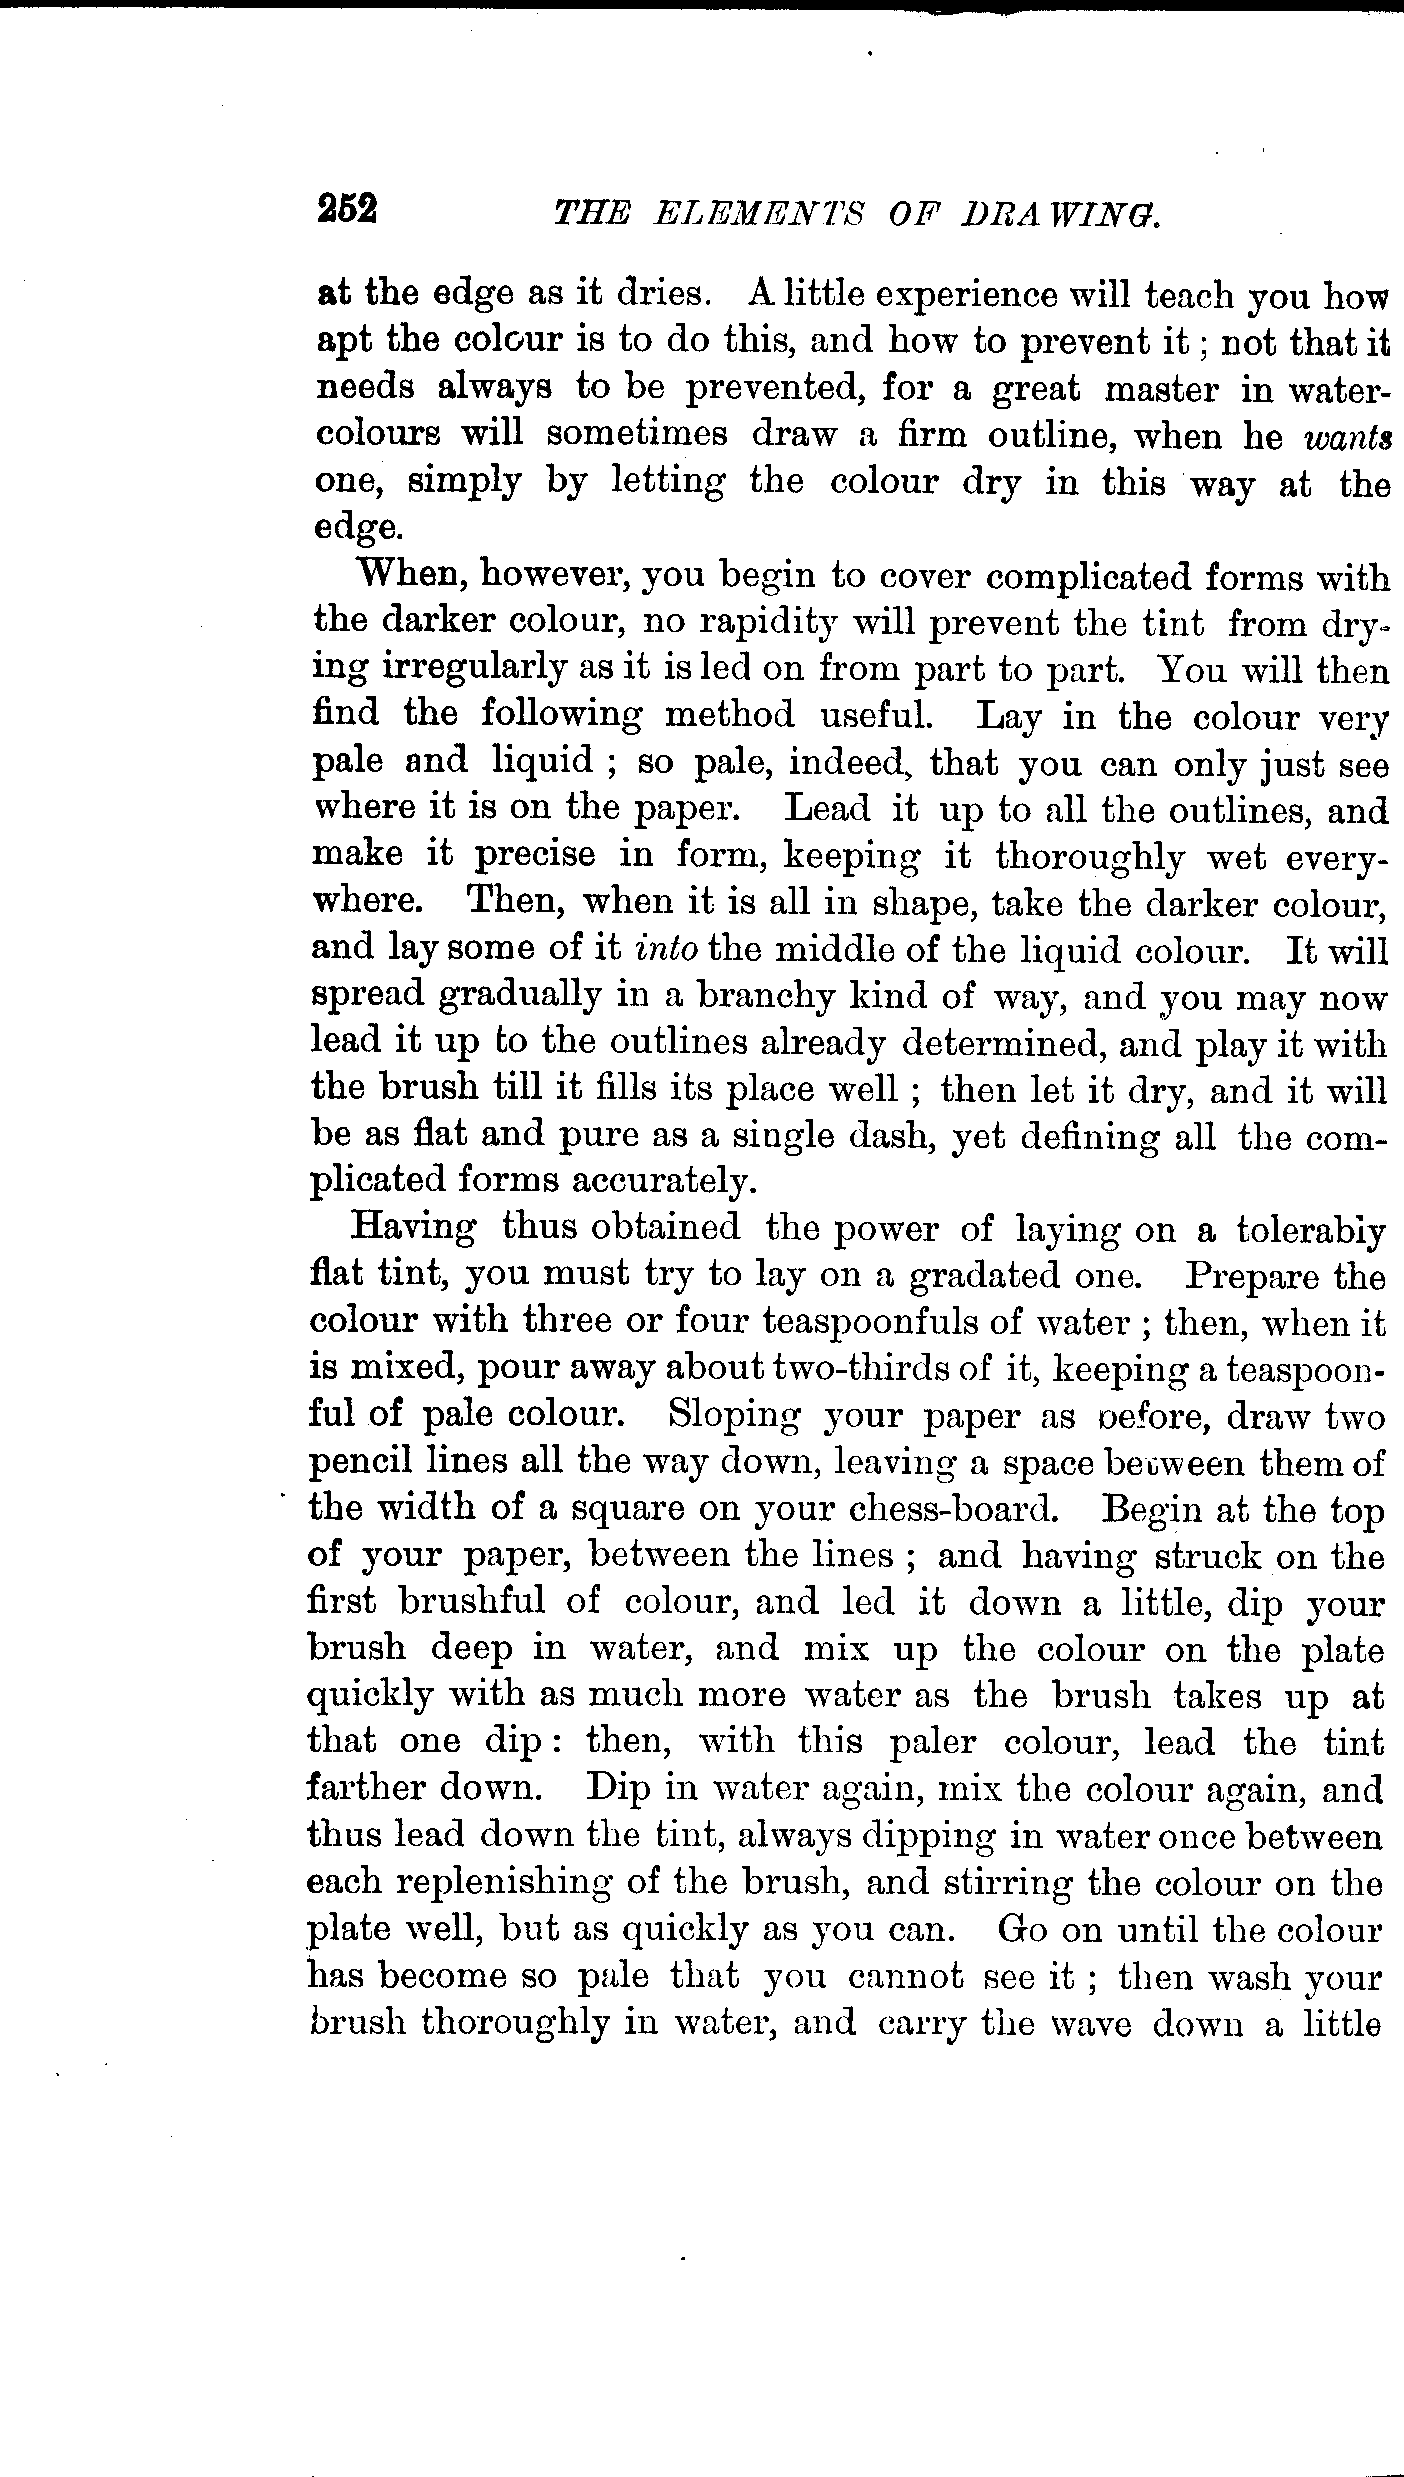 252 THE ELEMENTS OF DRAWING.
at the edge as it dries. A little experience will teach you how
apt the colour is to do this, and how to prevent it ; not that it
needs always to be prevented, for a great master in water-
colours will sometimes draw a firm outline, when he wants
one, simply by letting the colour dry in this way at the
edge.
When, however, you begin to cover complicated forms with
the darker colour, no rapidity will prevent the tint from dry-
ing irregularly as it is led on from part to part. You will then
find the following method useful. Lay in the colour very
pale and liquid ; so pale, indeed, that you can only just see
where it is on the paper. Lead it up to all the outlines, and
make it precise in form, keeping it thoroughly wet every-
where. Then, when it is all in shape, take the darker colour,
and lay some of it into the middle of the liquid colour. It will
spread gradually in a branchy kind of way, and you may now
lead it up to the outlines already determined, and play it with
the brush till it fills its place well ; then let it dry, and it will
be as flat and pure as a single dash, yet defining all the com-
plicated forms accurately.
Having thus obtained the power of laying on a tolerably
flat tint, you must try to lay on a gradated one. Prepare the
colour with three or four teaspoonfuls of water ; then, when it
is mixed, pour away about two-thirds of it, keeping a teaspoon-
ful of pale colour. Sloping your paper as before, draw two
pencil lines all the way down, leaving a space between them of
the width of a square on your chess-board. Begin at the top
of your paper, between the lines ; and having struck on the
first brushful of colour, and led it down a little, dip your
brush deep in water, and mix up the colour on the plate
quickly with as much more water as the brush takes up at
that one dip : then, with this paler colour, lead the tint
farther down. Dip in water again, mix the colour again, and
thus lead down the tint, always dipping in water once between
each replenishing of the brush, and stirring the colour on the
plate well, but as quickly as you can. Go on until the colour
has become so pale that you cannot see it ; then wash your
brush thoroughly in water, and carry the wave down a little